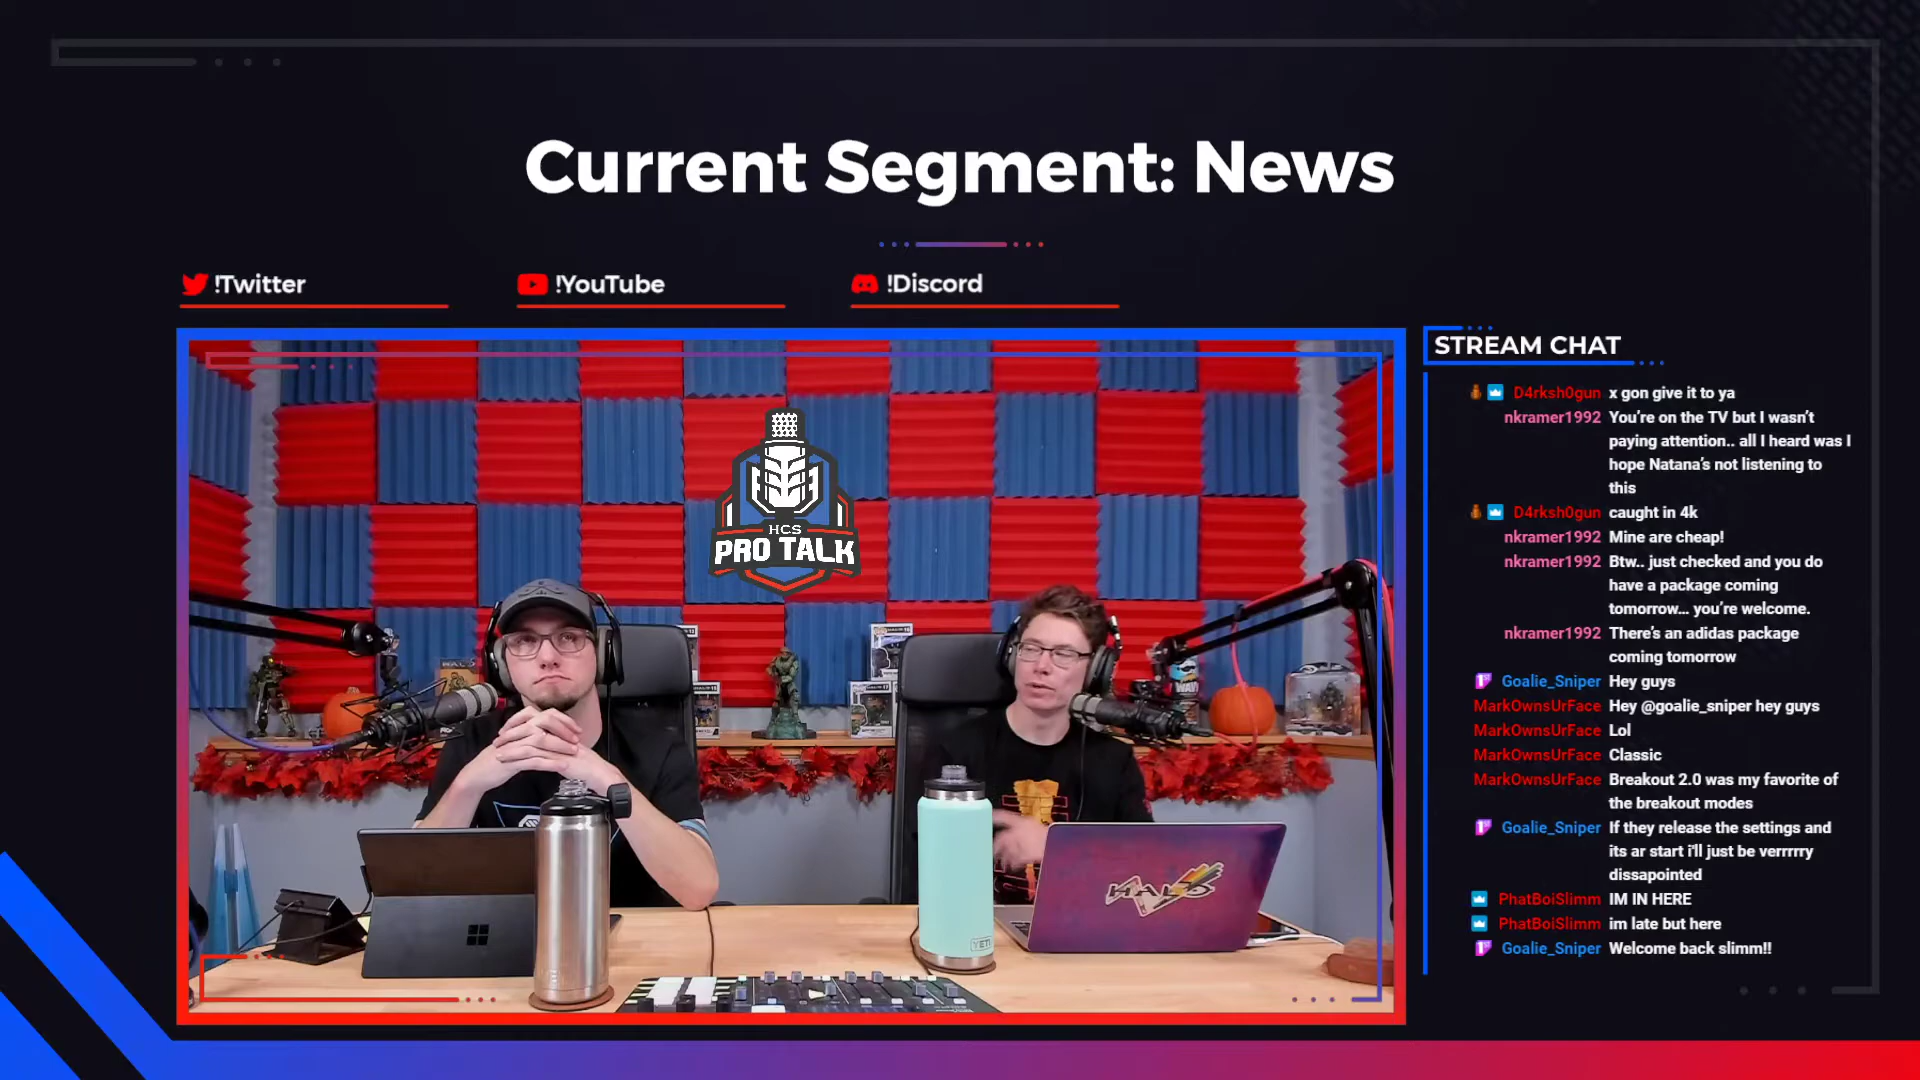 Current Segment: News
!Twitter
!YouTube
!Discord
STREAM CHAT
D4rksh0gun x gon give it to ya
nkramer1992 You're on the TV but I wasn't
paying attention.. all I heard was I
hope Natana's not listening to
this
D4rksh0gun caught in 4k
nkramer1992 Mine are cheap!
nkramer1992 Btw.. just checked and you do
have a package coming
tomorrow... you're welcome.
nkramer1992 There's an adidas package
coming tomorrow
Goalie_Sniper Hey guys
MarkOwnsUrFace Hey @goalie_sniper hey guys
MarkOwnsUrFace Lol
MarkOwnsUrFace Classic
MarkOwnsUrFace Breakout 2.0 was my favorite of
the breakout modes
Goalie_Sniper If they release the settings and
its ar start i'll just be verrrrry
dissapointed
PhatBoiSlimm IM IN HERE
PhatBoiSlimm im late but here
Goalie_Sniper Welcome back slimm!!
HCS
PRO TALK
HALO
YETI
HALO